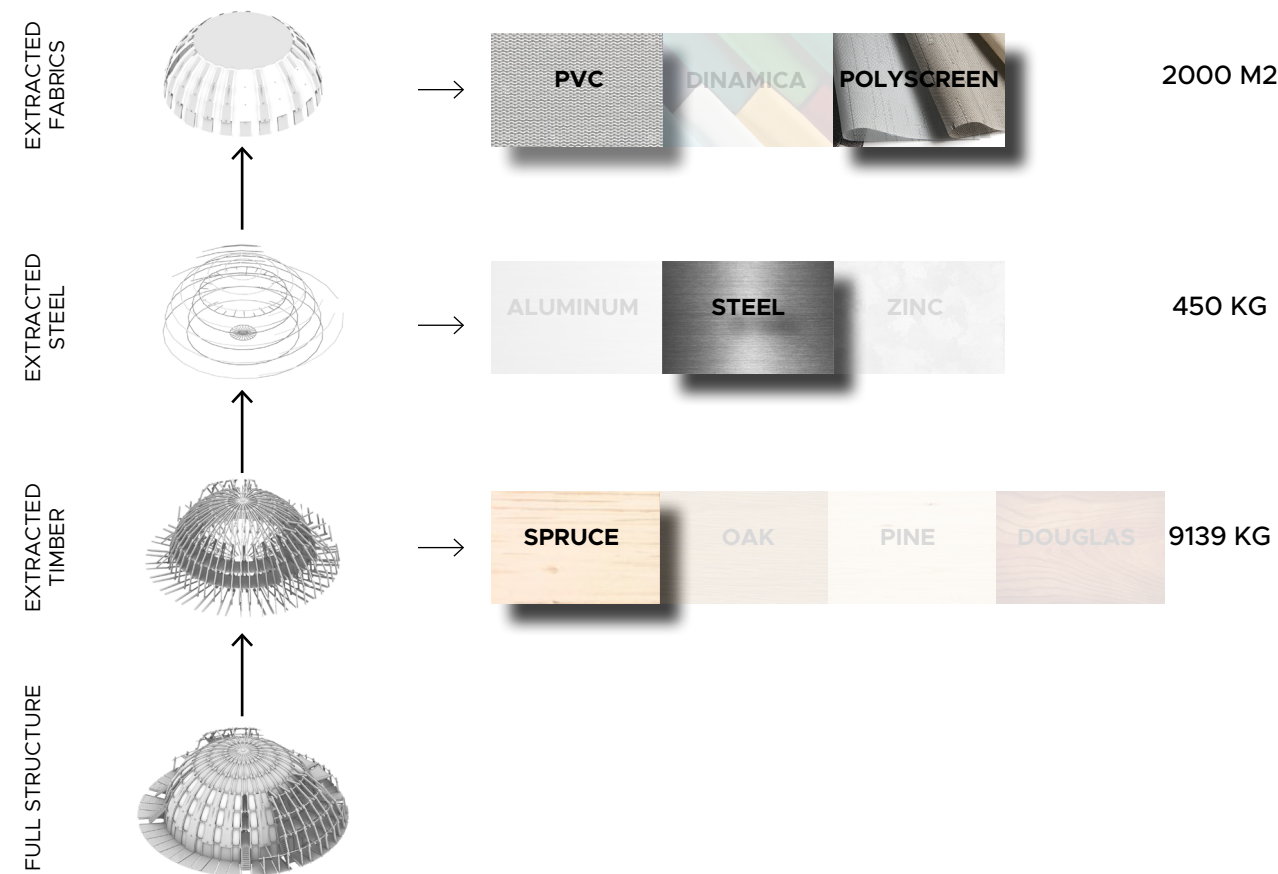 EXTRACTED
FABRICS
PVC
DINAMICA
POLYSCREEN
2000 M2
EXTRACTED
STEEL
ALUMINUM
STEEL
ZINC
450 KG
EXTRACTED
TIMBER
SPRUCE
OAK
PINE
DOUGLAS
9139 KG
FULL STRUCTURE